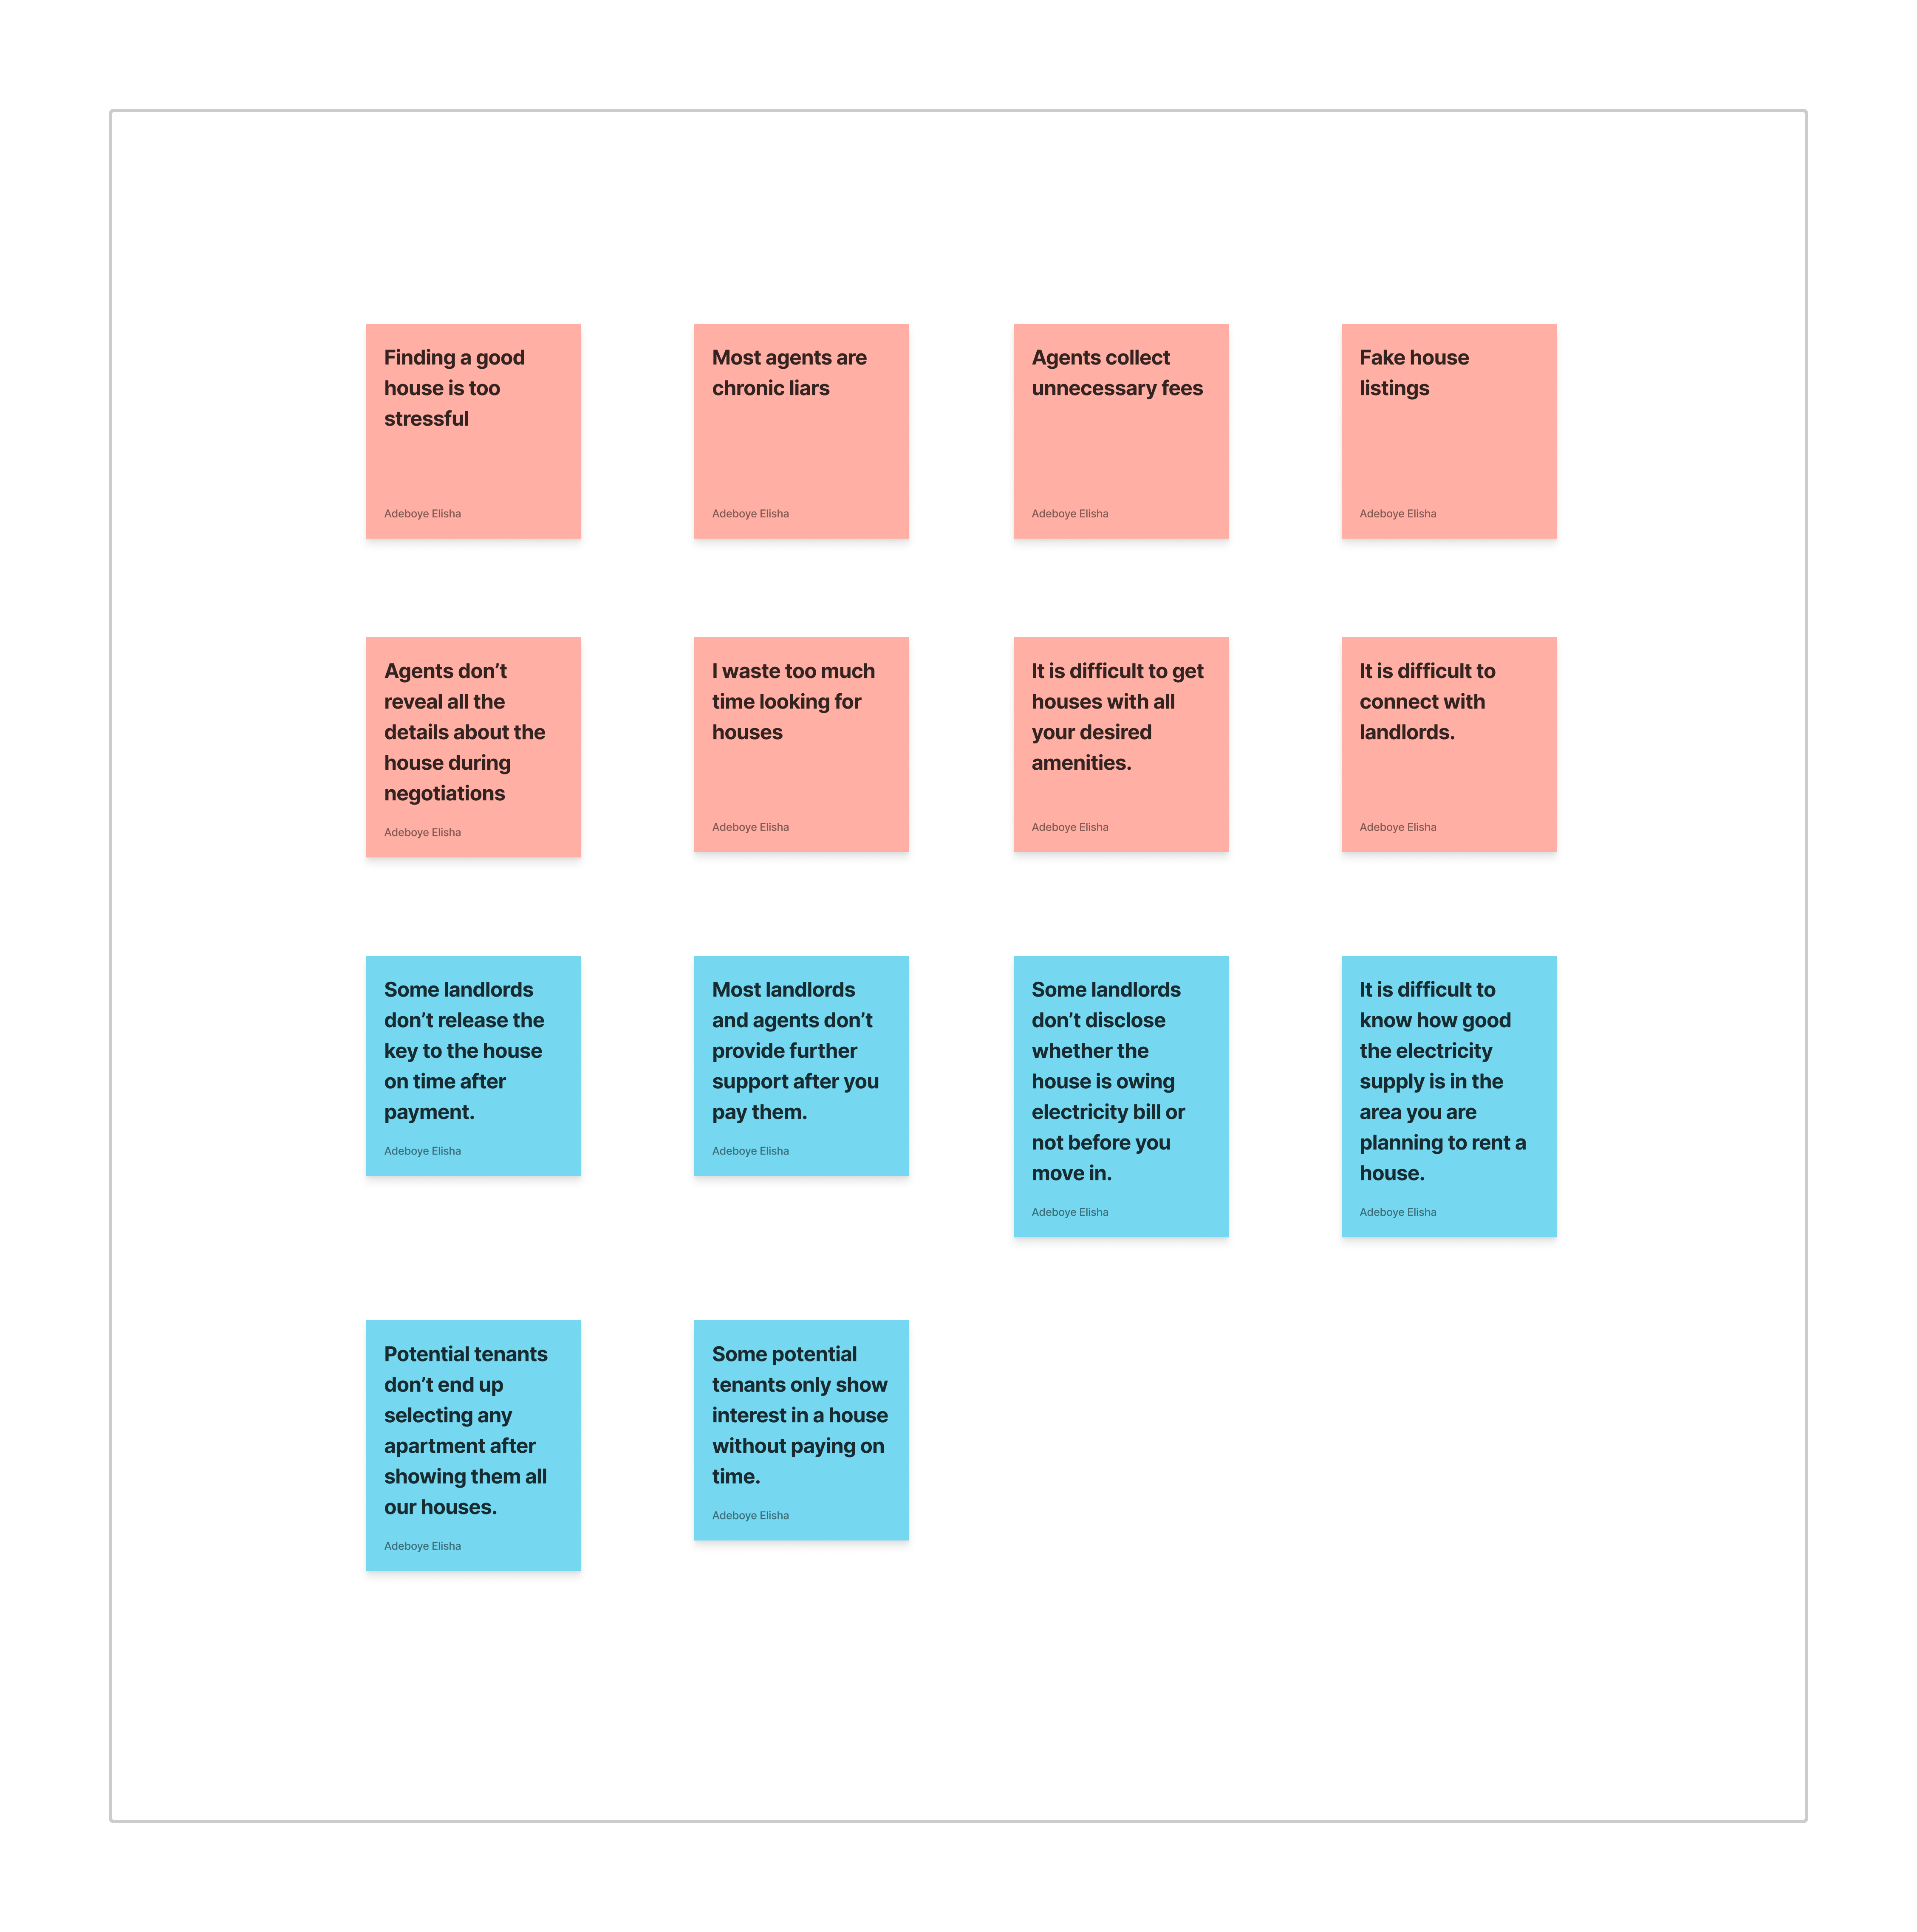 Finding a good
house is too
stressful
Adeboye Elisha
Most agents are
chronic liars
Adeboye Elisha
Agents collect
unnecessary fees
Adeboye Elisha
Fake house
listings
Adeboye Elisha
Agents don’t
reveal all the
details about the
house during
negotiations
Adeboye Elisha
I waste too much
time looking for
houses
Adeboye Elisha
It is difficult to get
houses with all
your desired
amenities.
Adeboye Elisha
It is difficult to
connect with
landlords.
Adeboye Elisha
Some landlords
don’t release the
key to the house
on time after
payment.
Adeboye Elisha
Most landlords
and agents don’t
provide further
support after you
pay them.
Adeboye Elisha
Some landlords
don’t disclose
whether the
house is owing
electricity bill or
not before you
move in.
Adeboye Elisha
It is difficult to
know how good
the electricity
supply is in the
area you are
planning to rent a
house.
Adeboye Elisha
Potential tenants
don’t end up
selecting any
apartment after
showing them all
our houses.
Adeboye Elisha
Some potential
tenants only show
interest in a house
without paying on
time.
Adeboye Elisha